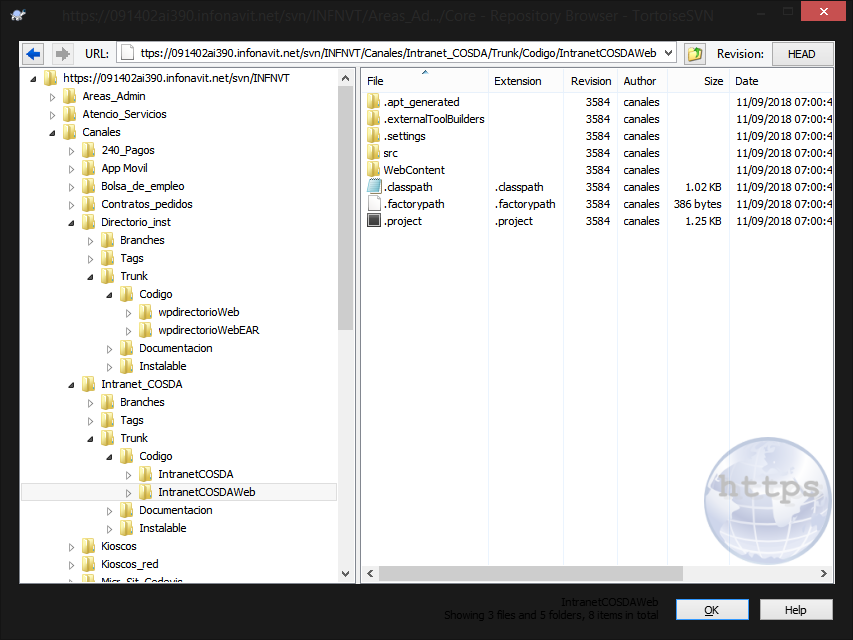 https://091402ai390.infonavit.net/svn/INFNVT/Areas_Ad.../Core - Repository Browser - TortoiseSVN
URL: ttps://091402ai390.infonavit.net/svn/INFNVT/Canales/Intranet_COSDA/Trunk/Codigo/IntranetCOSDAWeb Revision: HEAD
https://091402ai390.infonavit.net/svn/INFNVT
Areas_Admin
Atencio_Servicios
Canales
240_Pagos
App Movil
Bolsa_de_empleo
Contratos_pedidos
Directorio_inst
Branches
Tags
Trunk
Codigo
wpdirectorioWeb
wpdirectorioWebEAR
Documentacion
Instalable
Intranet_COSDA
Branches
Tags
Trunk
Codigo
IntranetCOSDA
IntranetCOSDAWeb
Documentacion
Instalable
Kioscos
Kioscos_red
File Extension Revision Author Size Date
.apt_generated 3584 canales 11/09/2018 07:00:4
.externalToolBuilders 3584 canales 11/09/2018 07:00:4
.settings 3584 canales 11/09/2018 07:00:4
src 3584 canales 11/09/2018 07:00:4
WebContent 3584 canales 11/09/2018 07:00:4
.classpath .classpath 3584 canales 1.02 KB 11/09/2018 07:00:4
.factorypath .factorypath 3584 canales 386 bytes 11/09/2018 07:00:4
.project .project 3584 canales 1.25 KB 11/09/2018 07:00:4
https
IntranetCOSDAWeb
Showing 3 files and 5 folders, 8 items in total
OK Help